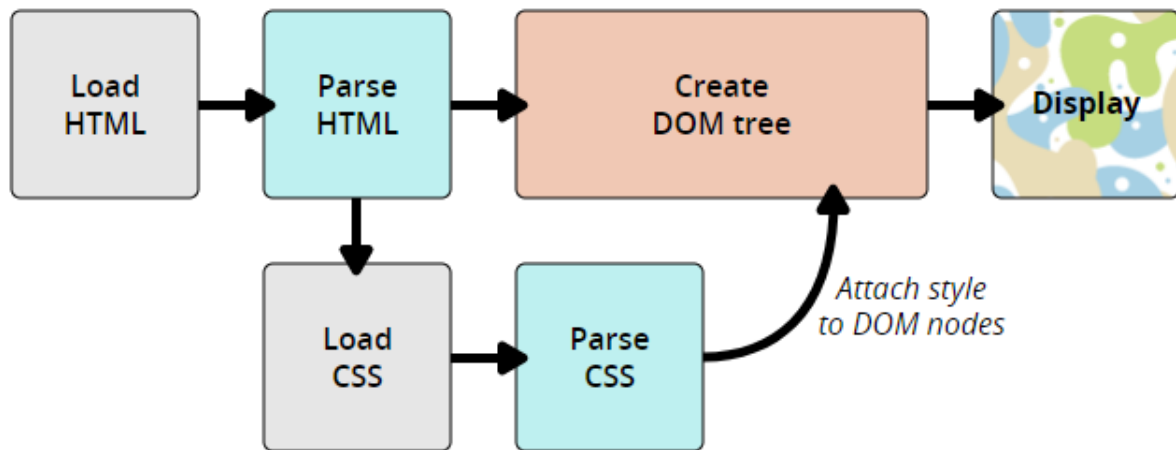 Load
HTML
Parse
HTML
Create
DOM tree
Display
Load
CSS
Parse
CSS
Attach style
to DOM nodes